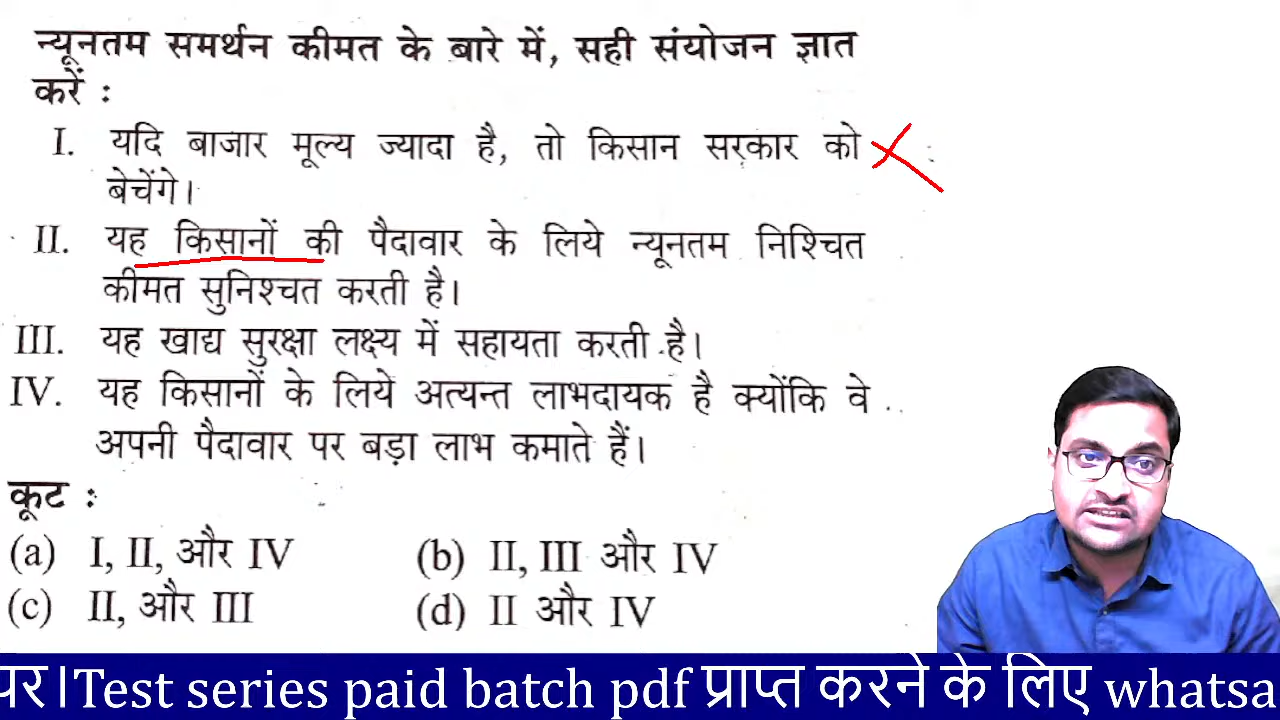 न्यूनतम समर्थन कीमत के बारे में, सही संयोजन ज्ञात
करें :
I. यदि बाजार मूल्य ज्यादा है, तो किसान सरकार को
बेचेंगे।
II. यह किसानों की पैदावार के लिये न्यूनतम निश्चित
कीमत सुनिश्चत करती है।
III. यह खाद्य सुरक्षा लक्ष्य में सहायता करती है।
IV. यह किसानों के लिये अत्यन्त लाभदायक है क्योंकि वे
अपनी पैदावार पर बड़ा लाभ कमाते हैं।
कूट :
(a) I, II, और IV (b) II, III और IV
(c) II, और III (d) II और IV
पर।Test series paid batch pdf प्राप्त करने के लिए whatsa